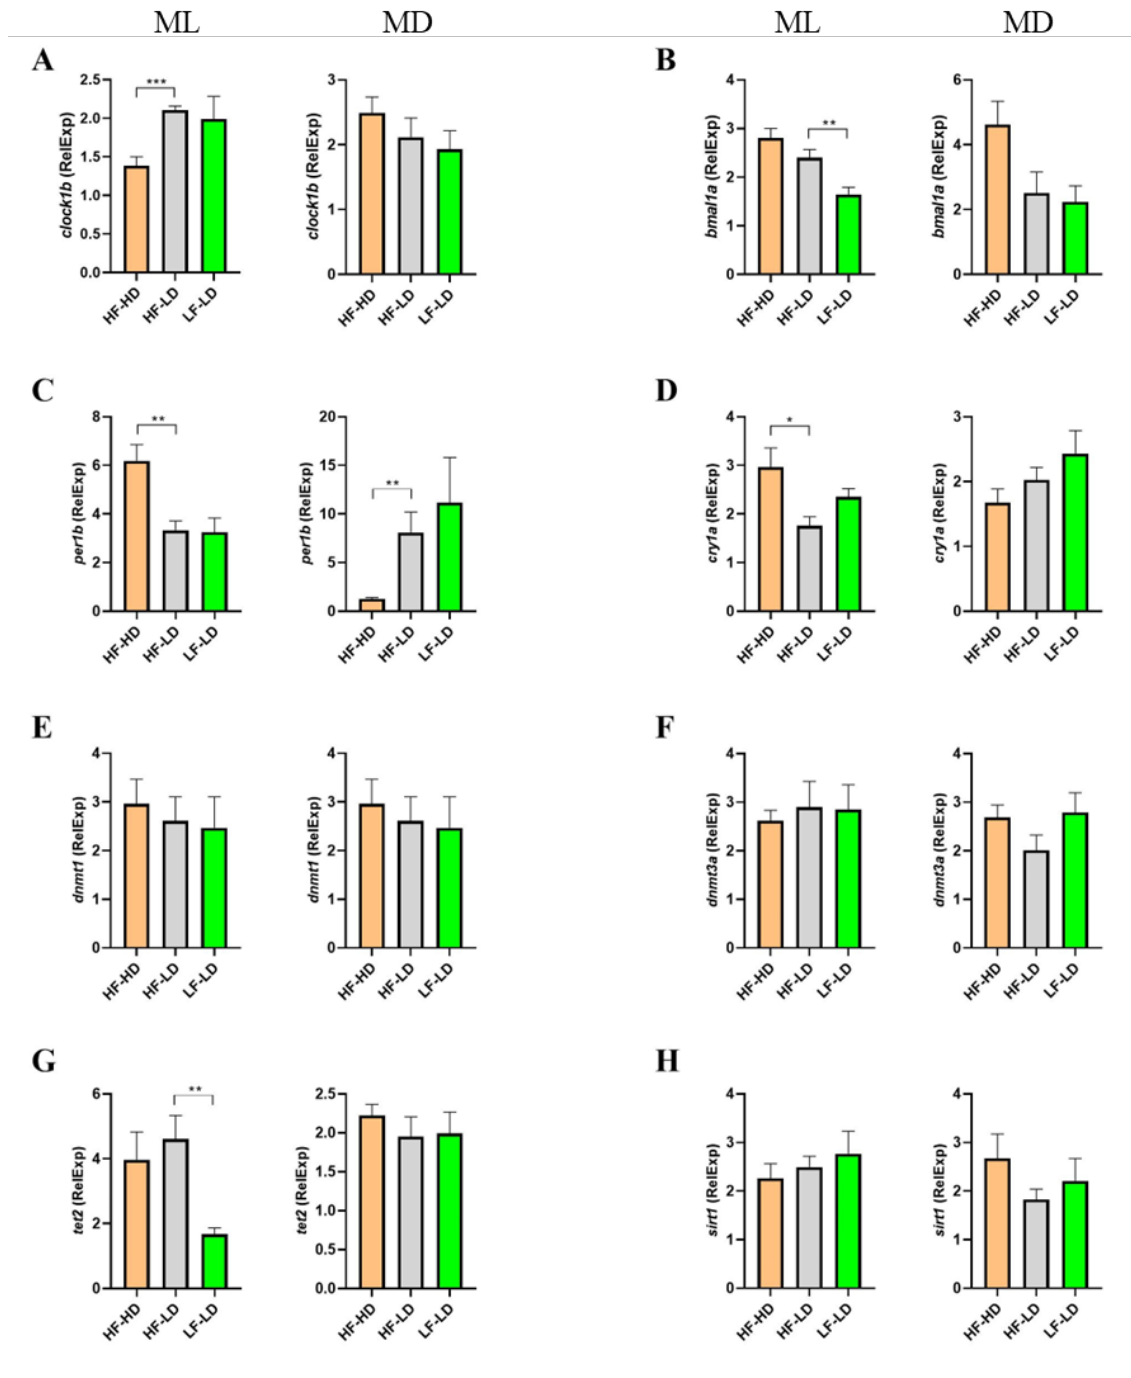 ML MD ML MD
A
clock1b (RelExp)
2.5
2.0
1.5
1.0
0.5
0.0
***
HF-HD HF-LD LF-LD
clock1b (RelExp)
3
2
1
0
HF-HD HF-LD LF-LD
B
bmal1a (RelExp)
4
3
2
1
0
**
HF-HD HF-LD LF-LD
bmal1a (RelExp)
6
4
2
0
HF-HD HF-LD LF-LD
C
per1b (RelExp)
8
6
4
2
0
**
HF-HD HF-LD LF-LD
per1b (RelExp)
20
15
10
5
0
**
HF-HD HF-LD LF-LD
D
cry1a (RelExp)
4
3
2
1
0
*
HF-HD HF-LD LF-LD
cry1a (RelExp)
3
2
1
0
HF-HD HF-LD LF-LD
E
dnmt1 (RelExp)
4
3
2
1
0
HF-HD HF-LD LF-LD
dnmt1 (RelExp)
4
3
2
1
0
HF-HD HF-LD LF-LD
F
dnmt3a (RelExp)
4
3
2
1
0
HF-HD HF-LD LF-LD
dnmt3a (RelExp)
4
3
2
1
0
HF-HD HF-LD LF-LD
G
tet2 (RelExp)
6
4
2
0
**
HF-HD HF-LD LF-LD
tet2 (RelExp)
2.5
2.0
1.5
1.0
0.5
0.0
HF-HD HF-LD LF-LD
H
sirt1 (RelExp)
4
3
2
1
0
HF-HD HF-LD LF-LD
sirt1 (RelExp)
4
3
2
1
0
HF-HD HF-LD LF-LD